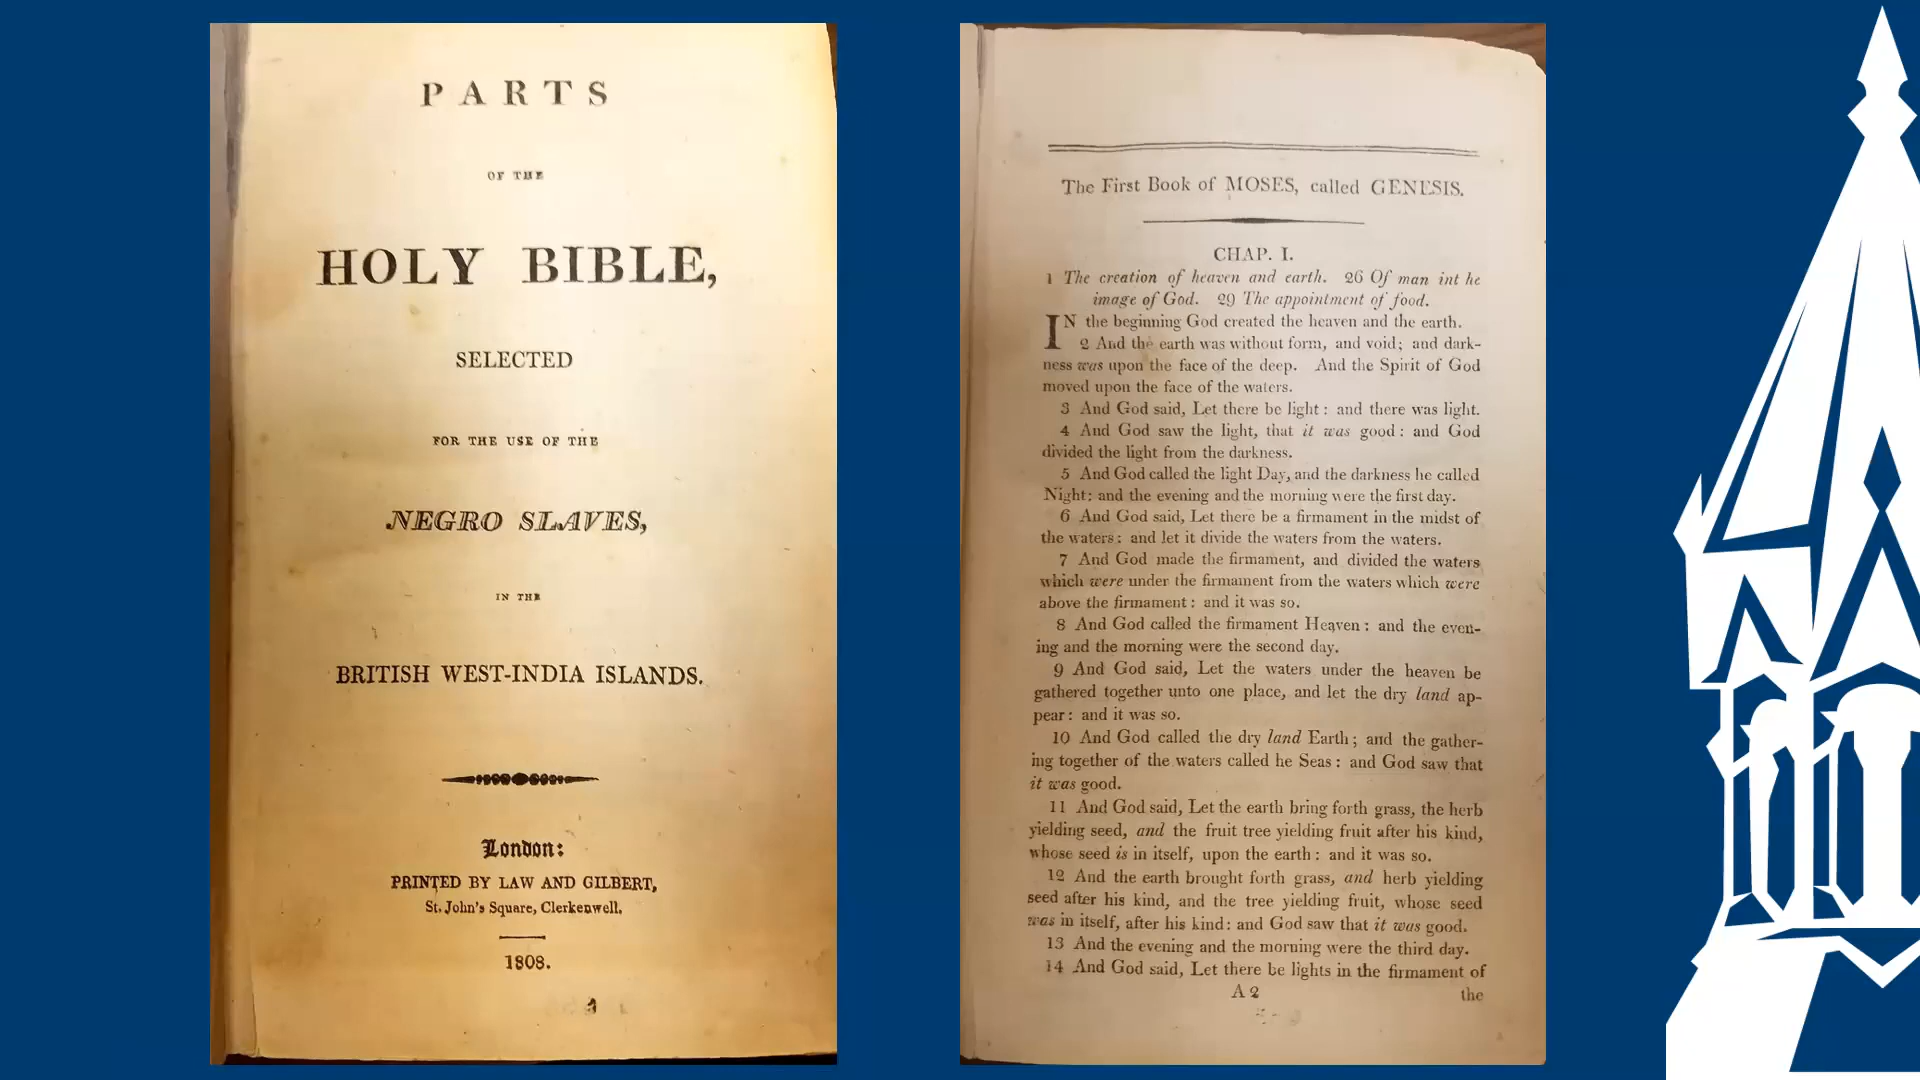 PARTS
OF THE
HOLY BIBLE,
SELECTED
FOR THE USE OF THE
NEGRO SLAVES,
IN THE
BRITISH WEST-INDIA ISLANDS.
London:
PRINTED BY LAW AND GILBERT,
St. John's Square, Clerkenwell.
1808.
The First Book of MOSES, called GENESIS.
CHAP. I.
1 The creation of heaven and earth. 26 Of man int he
image of God. 29 The appointment of food.
IN the beginning God created the heaven and the earth.
2 And the earth was without form, and void; and dark-
ness was upon the face of the deep. And the Spirit of God
moved upon the face of the waters.
3 And God said, Let there be light: and there was light.
4 And God saw the light, that it was good: and God
divided the light from the darkness.
5 And God called the light Day, and the darkness he called
Night: and the evening and the morning were the first day.
6 And God said, Let there be a firmament in the midst of
the waters: and let it divide the waters from the waters.
7 And God made the firmament, and divided the waters
which were under the firmament from the waters which were
above the firmament: and it was so.
8 And God called the firmament Heaven: and the even-
ing and the morning were the second day.
9 And God said, Let the waters under the heaven be
gathered together unto one place, and let the dry land ap-
pear: and it was so.
10 And God called the dry land Earth; and the gather-
ing together of the waters called he Seas: and God saw that
it was good.
11 And God said, Let the earth bring forth grass, the herb
yielding seed, and the fruit tree yielding fruit after his kind,
whose seed is in itself, upon the earth: and it was so.
12 And the earth brought forth grass, and herb yielding
seed after his kind, and the tree yielding fruit, whose seed
was in itself, after his kind: and God saw that it was good.
13 And the evening and the morning were the third day.
14 And God said, Let there be lights in the firmament of
A 2 the